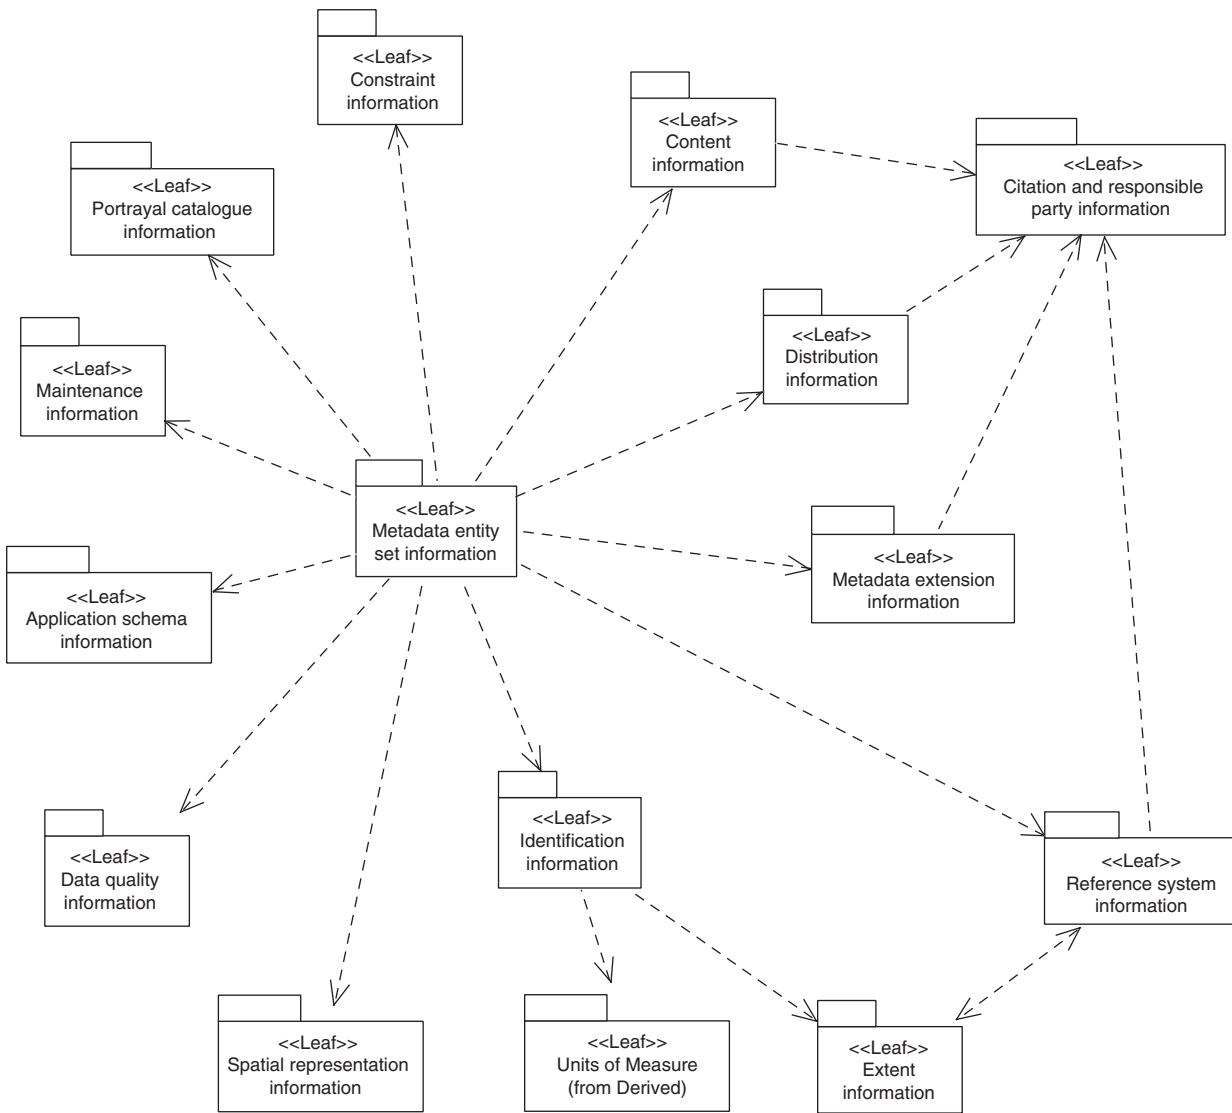 <<Leaf>>
Constraint
information
<<Leaf>>
Content
information
<<Leaf>>
Citation and responsible
party information
<<Leaf>>
Portrayal catalogue
information
<<Leaf>>
Maintenance
information
<<Leaf>>
Distribution
information
<<Leaf>>
Metadata entity
set information
<<Leaf>>
Metadata extension
information
<<Leaf>>
Application schema
information
<<Leaf>>
Identification
information
<<Leaf>>
Data quality
information
<<Leaf>>
Reference system
information
<<Leaf>>
Spatial representation
information
<<Leaf>>
Units of Measure
(from Derived)
<<Leaf>>
Extent
information